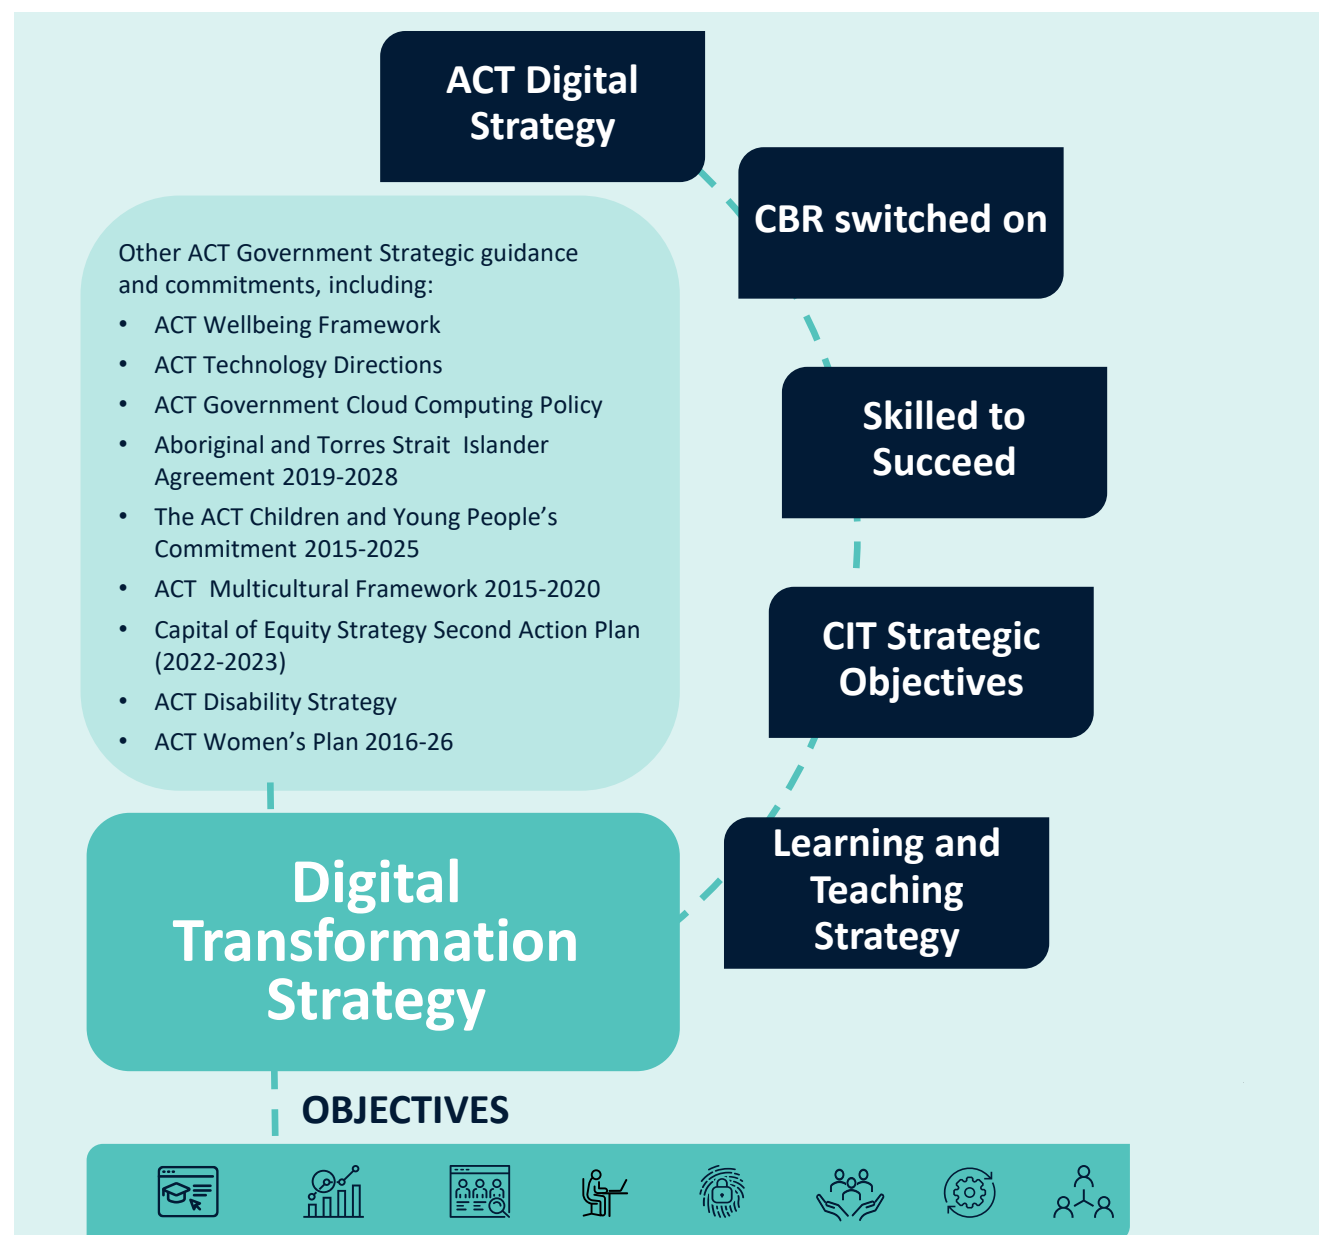 ACT Digital
Strategy
CBR switched on
Other ACT Government Strategic guidance
and commitments, including:
• ACT Wellbeing Framework
• ACT Technology Directions
• ACT Government Cloud Computing Policy
• Aboriginal and Torres Strait  Islander
Agreement 2019-2028
• The ACT Children and Young People’s
Commitment 2015-2025
• ACT  Multicultural Framework 2015-2020
• Capital of Equity Strategy Second Action Plan
(2022-2023)
• ACT Disability Strategy
• ACT Women’s Plan 2016-26
Skilled to
Succeed
CIT Strategic
Objectives
Learning and
Teaching
Strategy
Digital
Transformation
Strategy
OBJECTIVES